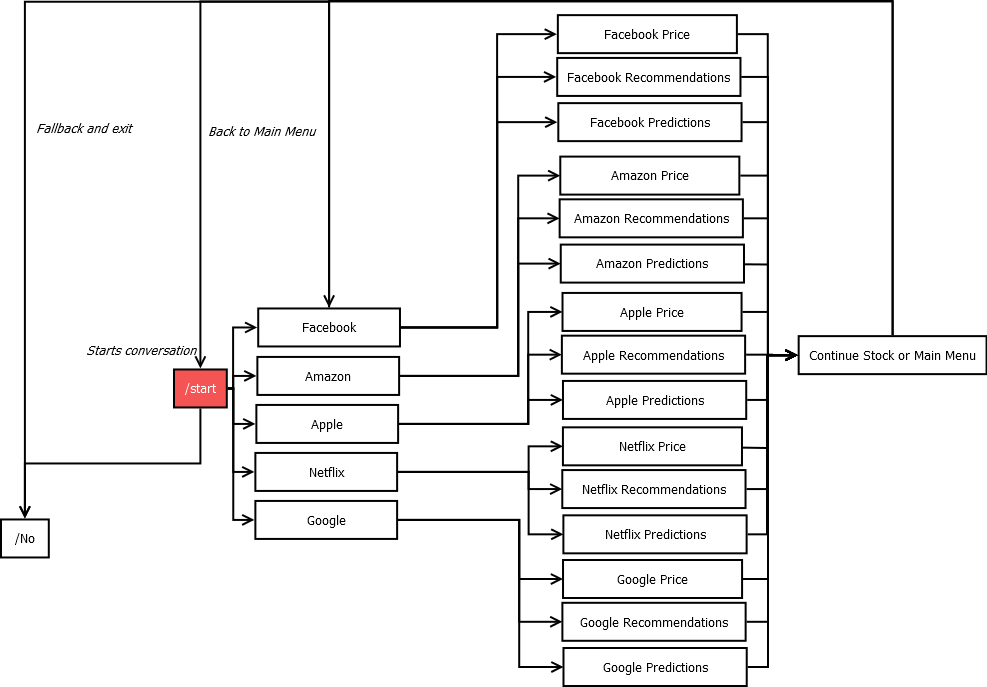 Fallback and exit
Back to Main Menu
Starts conversation
/start
/No
Facebook
Amazon
Apple
Netflix
Google
Facebook Price
Facebook Recommendations
Facebook Predictions
Amazon Price
Amazon Recommendations
Amazon Predictions
Apple Price
Apple Recommendations
Apple Predictions
Netflix Price
Netflix Recommendations
Netflix Predictions
Google Price
Google Recommendations
Google Predictions
Continue Stock or Main Menu